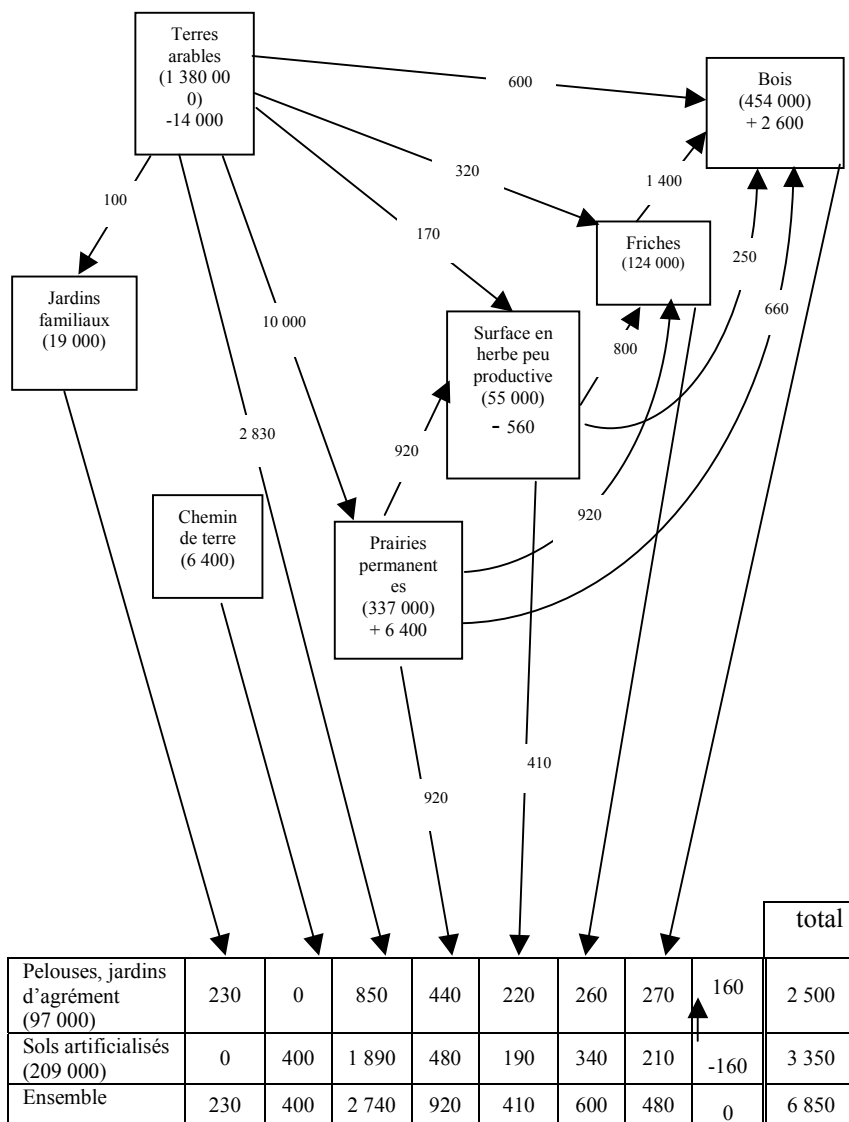 Terres
arables
(1 380 00
0)
-14 000
Bois
(454 000)
+ 2 600
600
320
1 400
100
170
Friches
(124 000)
250
Jardins
familiaux
(19 000)
10 000
660
Surface en
herbe peu
productive
(55 000)
- 560
800
2 830
920
Chemin
de terre
(6 400)
920
Prairies
permanent
es
(337 000)
+ 6 400
410
920
total
Pelouses, jardins
d’agrément
(97 000)
230 0 850 440 220 260 270 160 2 500
Sols artificialisés
(209 000)
0 400 1 890 480 190 340 210 -160 3 350
Ensemble
230 400 2 740 920 410 600 480 0 6 850